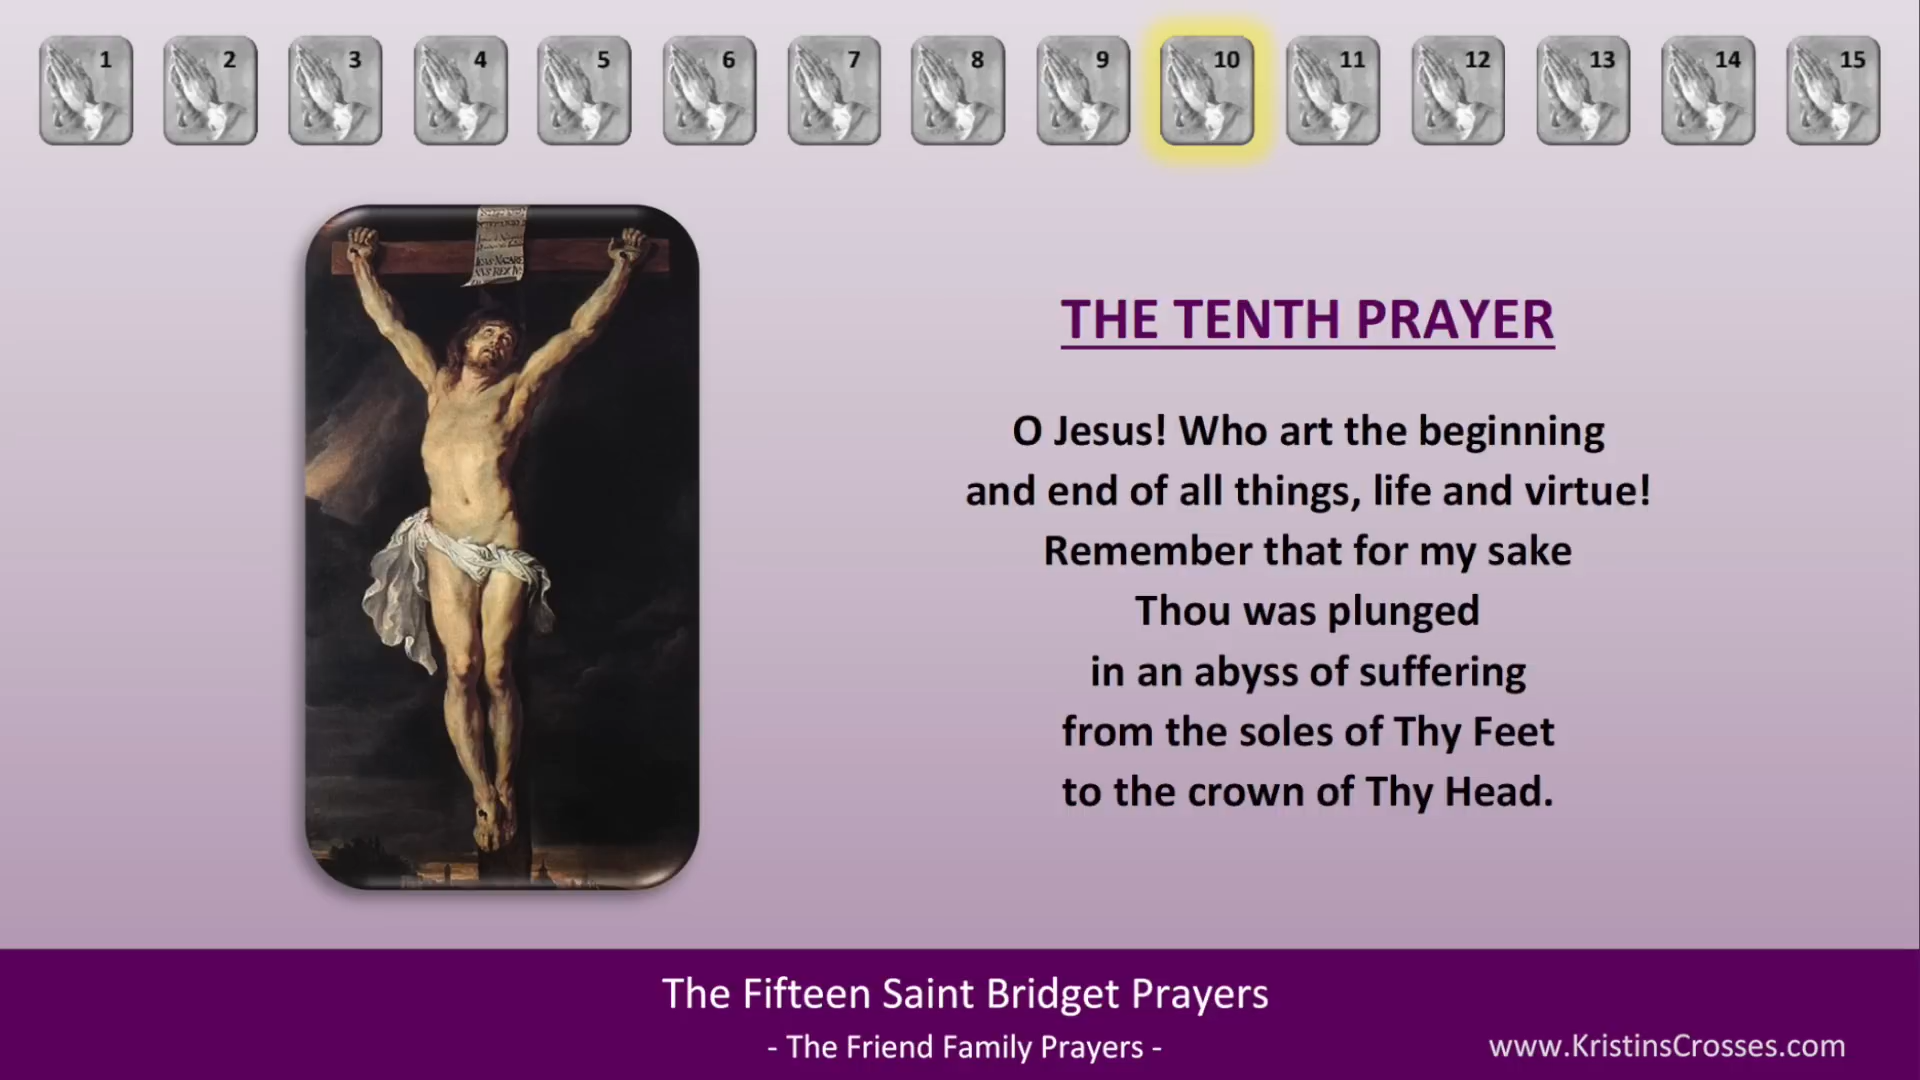 1 2 3 4 5 6 7 8 9 10 11 12 13 14 15
THE TENTH PRAYER
O Jesus! Who art the beginning
and end of all things, life and virtue!
Remember that for my sake
Thou was plunged
in an abyss of suffering
from the soles of Thy Feet
to the crown of Thy Head.
The Fifteen Saint Bridget Prayers
- The Friend Family Prayers -
www.KristinsCrosses.com